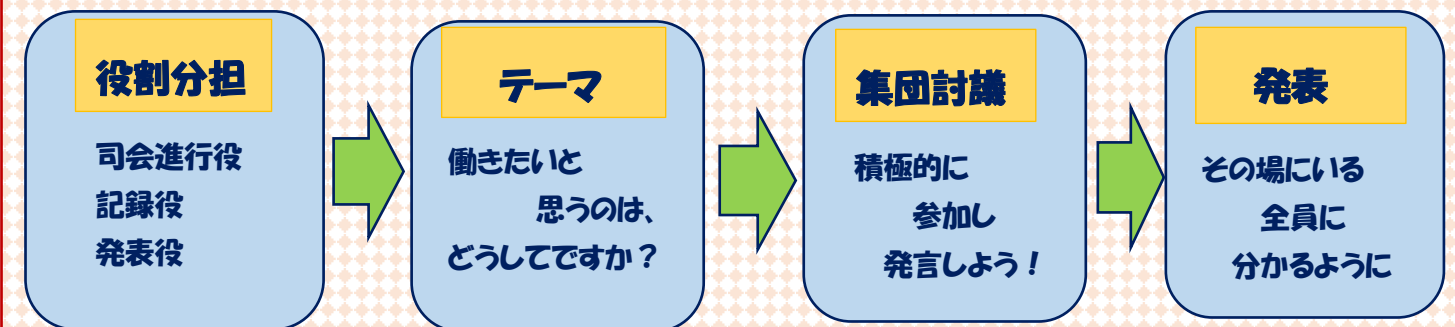 役割分担
司会進行役
記録役
発表役
テーマ
働きたいと
思うのは、
どうしてですか？
集団討議
積極的に
参加し
発言しよう！
発表
その場にいる
全員に
分かるように